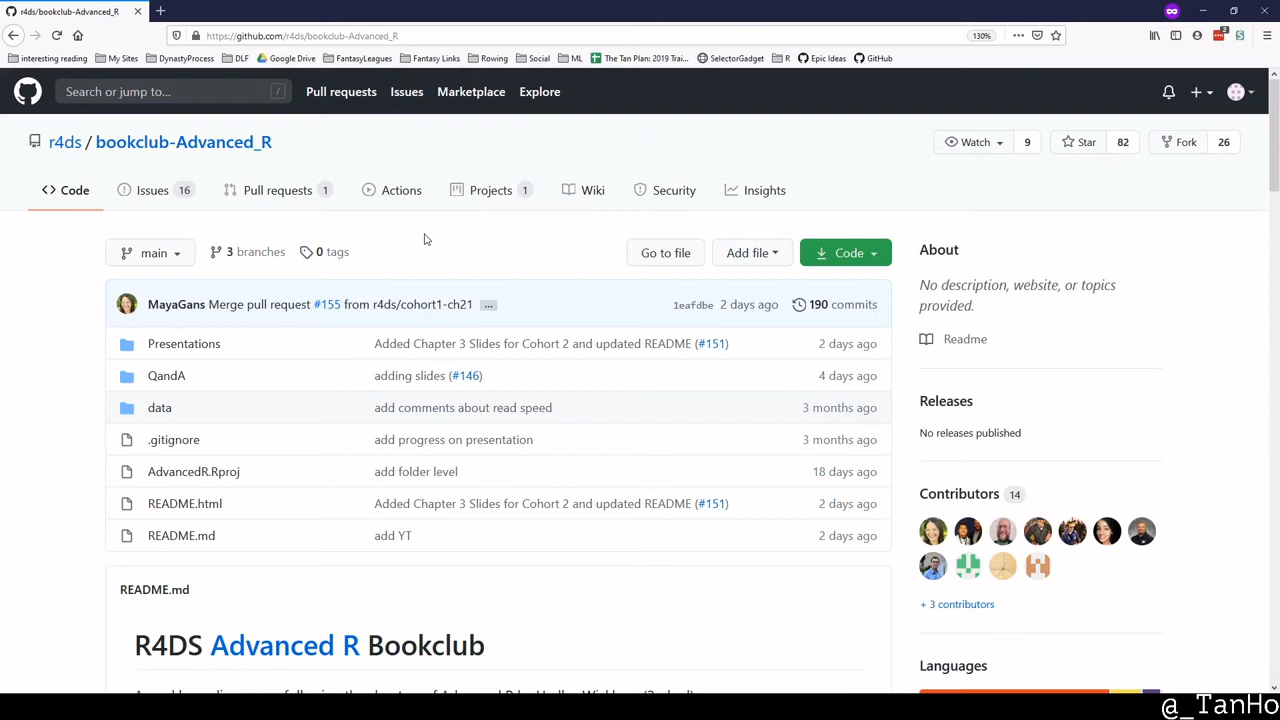 r4ds/bookclub-Advanced_R
https://github.com/r4ds/bookclub-Advanced_R
130%
2
interesting reading
My Sites
DynastyProcess
DLF
Google Drive
FantasyLeagues
Fantasy Links
Rowing
Social
ML
The Tan Plan: 2019 Trai...
SelectorGadget
R
Epic Ideas
GitHub
Search or jump to...
/
Pull requests
Issues
Marketplace
Explore
r4ds / bookclub-Advanced_R
Watch 9
Star 82
Fork 26
Code
Issues 16
Pull requests 1
Actions
Projects 1
Wiki
Security
Insights
main
3 branches
0 tags
Go to file
Add file
Code
MayaGans Merge pull request #155 from r4ds/cohort1-ch21 ... 1eafdbe 2 days ago 190 commits
Presentations Added Chapter 3 Slides for Cohort 2 and updated README (#151) 2 days ago
QandA adding slides (#146) 4 days ago
data add comments about read speed 3 months ago
.gitignore add progress on presentation 3 months ago
AdvancedR.Rproj add folder level 18 days ago
README.html Added Chapter 3 Slides for Cohort 2 and updated README (#151) 2 days ago
README.md add YT 2 days ago
README.md
R4DS Advanced R Bookclub
About
No description, website, or topics
provided.
Readme
Releases
No releases published
Contributors 14
+ 3 contributors
Languages
@_TanHo